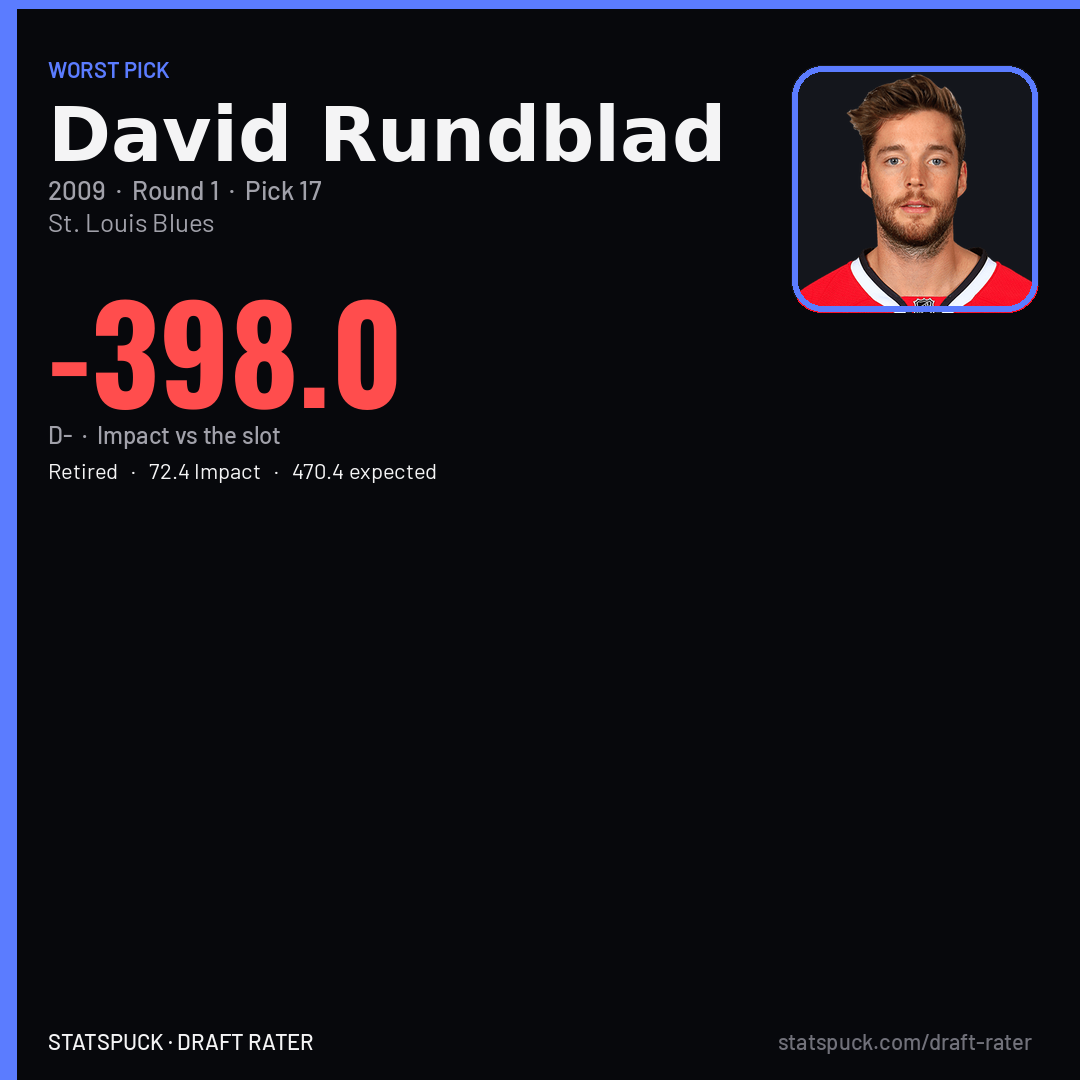 WORST PICK
David Rundblad
2009 · Round 1 · Pick 17
St. Louis Blues
-398.0
D- · Impact vs the slot
Retired · 72.4 Impact · 470.4 expected
STATSPUCK · DRAFT RATER
statspuck.com/draft-rater